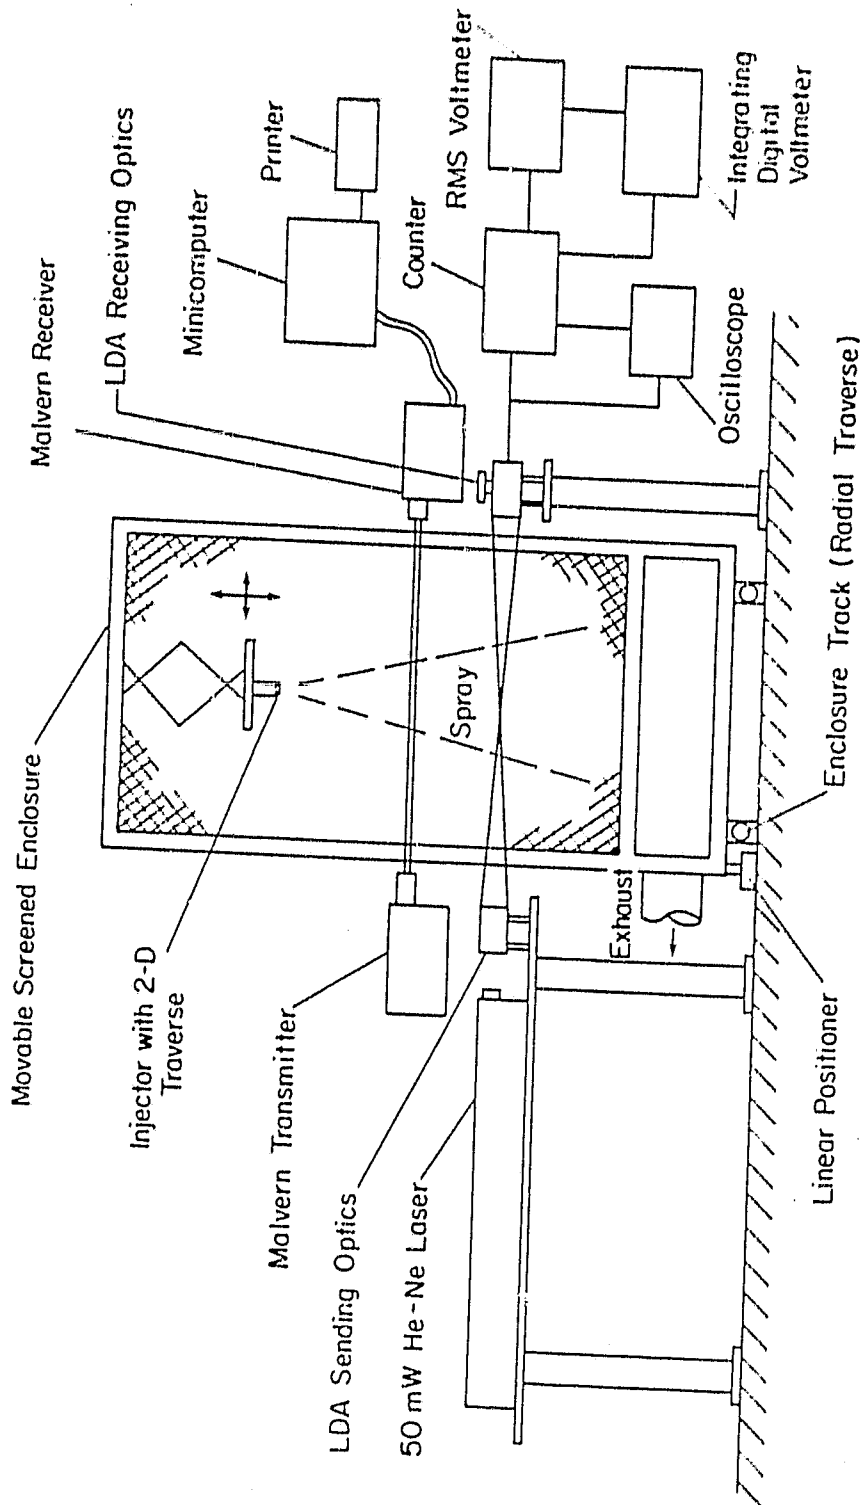 Movable Screened Enclosure
Injector with 2-D
Traverse
Malvern Transmitter
LDA Sending Optics
50 mW He-Ne Laser
Malvern Receiver
LDA Receiving Optics
Minicomputer
Printer
Counter
RMS Voltmeter
Spray
Exhaust
Oscilloscope
Integrating
Digital
Voltmeter
Linear Positioner
Enclosure Track (Radial Traverse)